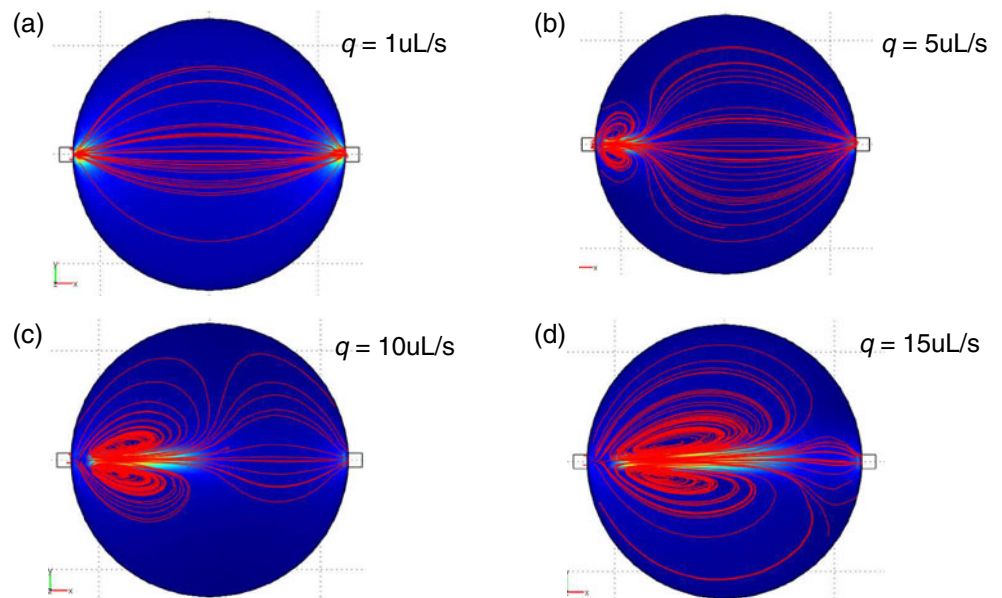 (a)
q = 1uL/s
(b)
q = 5uL/s
Y
Z
X
X
(c)
q = 10uL/s
(d)
q = 15uL/s
Y
Z
X
X